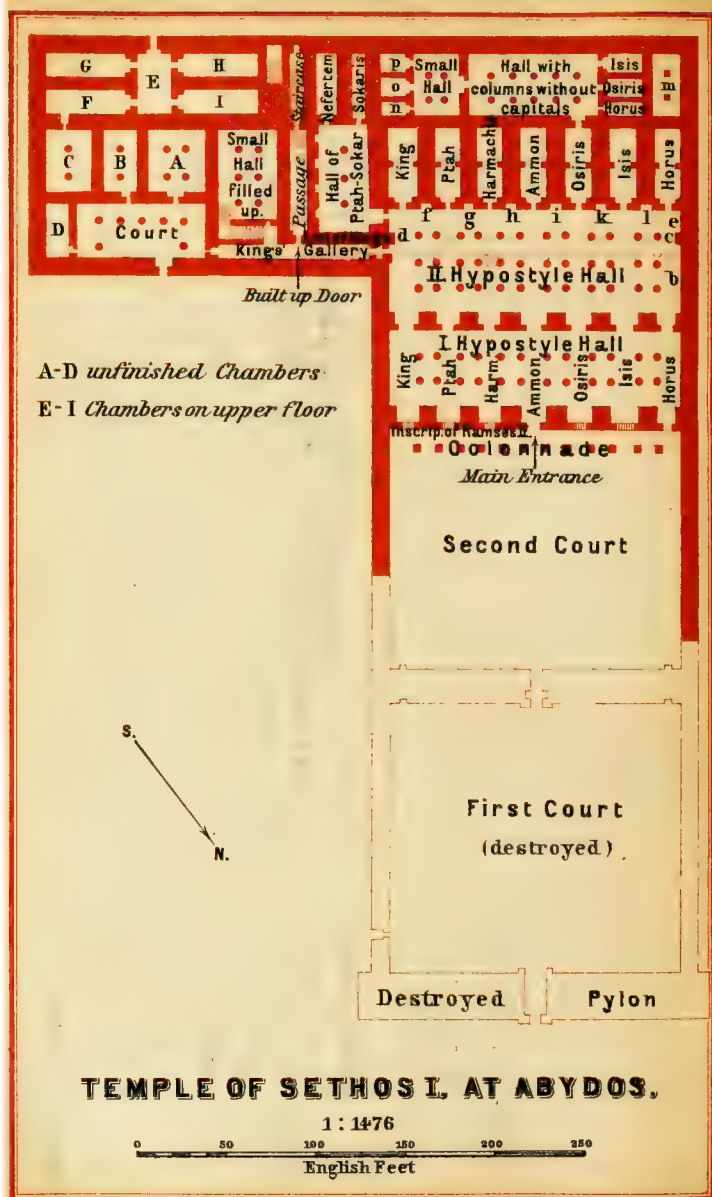 G
H
E
F
I
Staircase
Nefertem
Sokaris
p
o
n
Small
Hall
Hall with
columns without
capitals
Isis
Osiris
Horus
m
C
B
A
Small
Hall
filled
up.
Passage
Hall of
Ptah-Sokar
King
Ptah
Harmachis
Ammon
Osiris
Isis
Horus
D
Court
f
g
h
i
k
l
e
d
c
Kings' Gallery
II. Hypostyle Hall
b
Built up Door
I. Hypostyle Hall
King
Ptah
Harm.
Ammon
Osiris
Isis
Horus
A-D unfinished Chambers
E-I Chambers on upper floor
Inscrip. of Ramses II.
Colonnade
Main Entrance
Second Court
S.
N.
First Court
(destroyed)
Destroyed
Pylon
TEMPLE OF SETHOS I. AT ABYDOS.
1 : 1476
0 50 100 150 200 250
English Feet